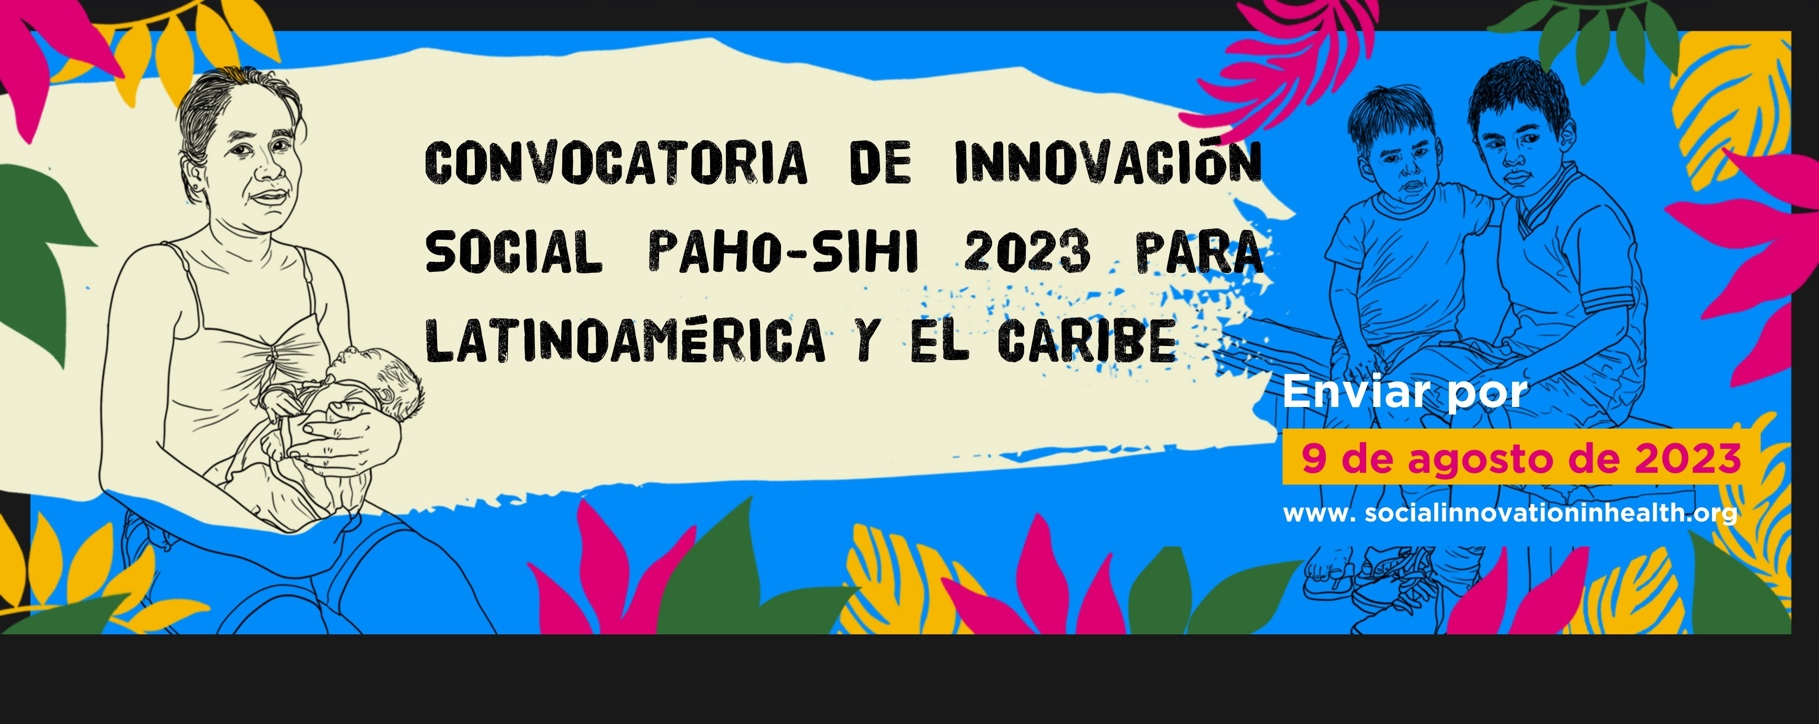 CONVOCATORIA DE INNOVACIÓN
SOCIAL PAHO-SIHI 2023 PARA
LATINOAMÉRICA Y EL CARIBE
Enviar por
9 de agosto de 2023
www. socialinnovationinhealth.org